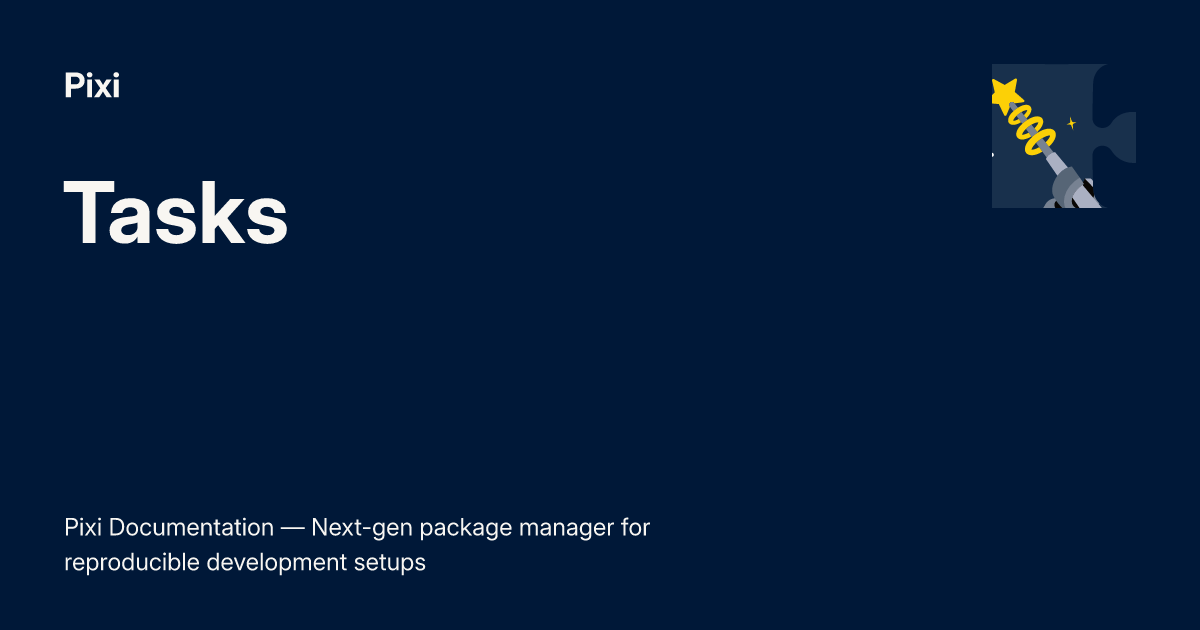 Pixi
Tasks
Pixi Documentation — Next-gen package manager for
reproducible development setups